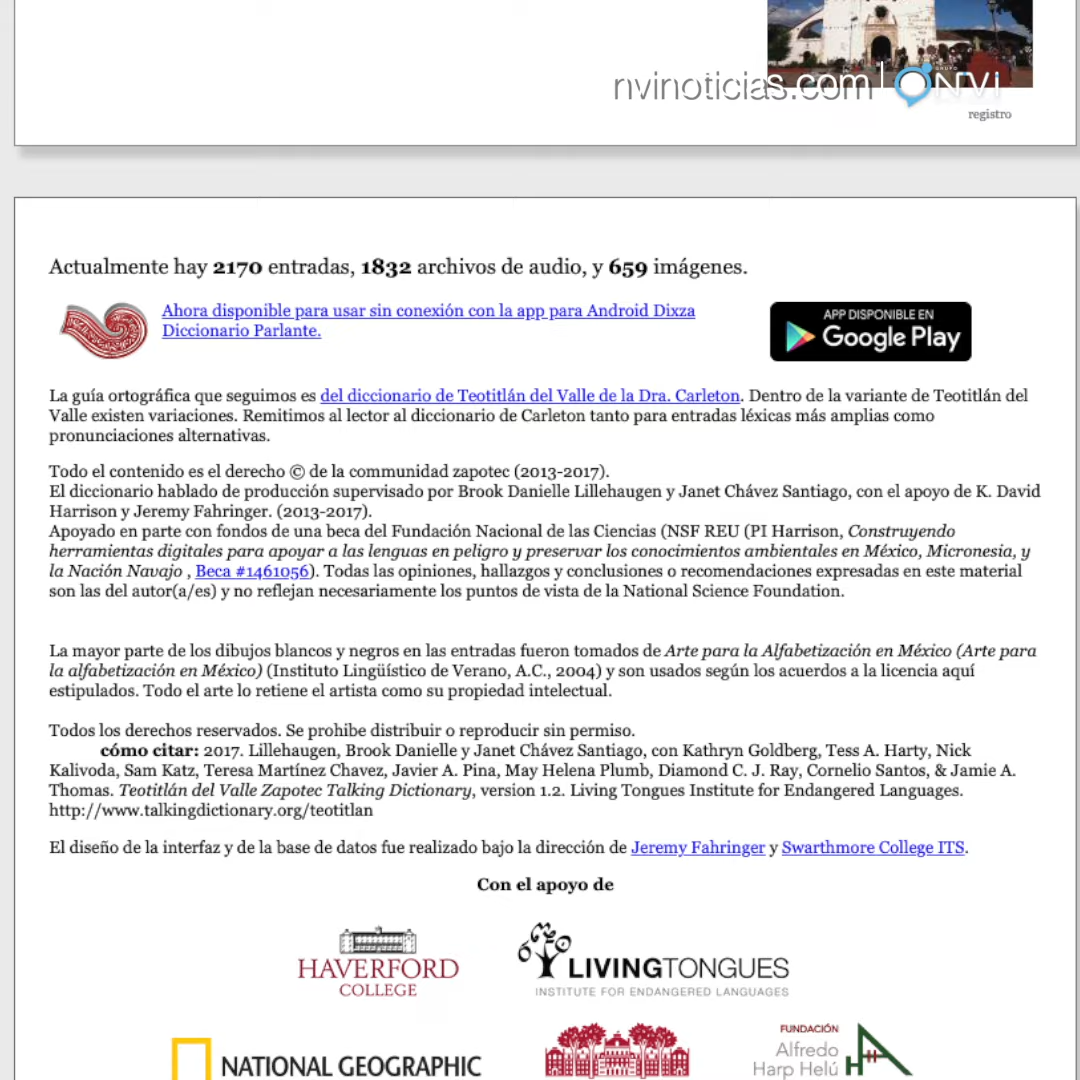 nvinoticias.com
GRUPO
NVI
registro
Actualmente hay 2170 entradas, 1832 archivos de audio, y 659 imágenes.
Ahora disponible para usar sin conexión con la app para Android Dixza
Diccionario Parlante.
APP DISPONIBLE EN
Google Play
La guía ortográfica que seguimos es del diccionario de Teotitlán del Valle de la Dra. Carleton. Dentro de la variante de Teotitlán del
Valle existen variaciones. Remitimos al lector al diccionario de Carleton tanto para entradas léxicas más amplias como
pronunciaciones alternativas.
Todo el contenido es el derecho © de la communidad zapotec (2013-2017).
El diccionario hablado de producción supervisado por Brook Danielle Lillehaugen y Janet Chávez Santiago, con el apoyo de K. David
Harrison y Jeremy Fahringer. (2013-2017).
Apoyado en parte con fondos de una beca del Fundación Nacional de las Ciencias (NSF REU (PI Harrison, Construyendo
herramientas digitales para apoyar a las lenguas en peligro y preservar los conocimientos ambientales en México, Micronesia, y
la Nación Navajo , Beca #1461056). Todas las opiniones, hallazgos y conclusiones o recomendaciones expresadas en este material
son las del autor(a/es) y no reflejan necesariamente los puntos de vista de la National Science Foundation.
La mayor parte de los dibujos blancos y negros en las entradas fueron tomados de Arte para la Alfabetización en México (Arte para
la alfabetización en México) (Instituto Lingüístico de Verano, A.C., 2004) y son usados según los acuerdos a la licencia aquí
estipulados. Todo el arte lo retiene el artista como su propiedad intelectual.
Todos los derechos reservados. Se prohibe distribuir o reproducir sin permiso.
cómo citar: 2017. Lillehaugen, Brook Danielle y Janet Chávez Santiago, con Kathryn Goldberg, Tess A. Harty, Nick
Kalivoda, Sam Katz, Teresa Martínez Chavez, Javier A. Pina, May Helena Plumb, Diamond C. J. Ray, Cornelio Santos, & Jamie A.
Thomas. Teotitlán del Valle Zapotec Talking Dictionary, version 1.2. Living Tongues Institute for Endangered Languages.
http://www.talkingdictionary.org/teotitlan
El diseño de la interfaz y de la base de datos fue realizado bajo la dirección de Jeremy Fahringer y Swarthmore College ITS.
Con el apoyo de
HAVERFORD
COLLEGE
LIVINGTONGUES
INSTITUTE FOR ENDANGERED LANGUAGES
NATIONAL GEOGRAPHIC
FUNDACIÓN
Alfredo
Harp Helú